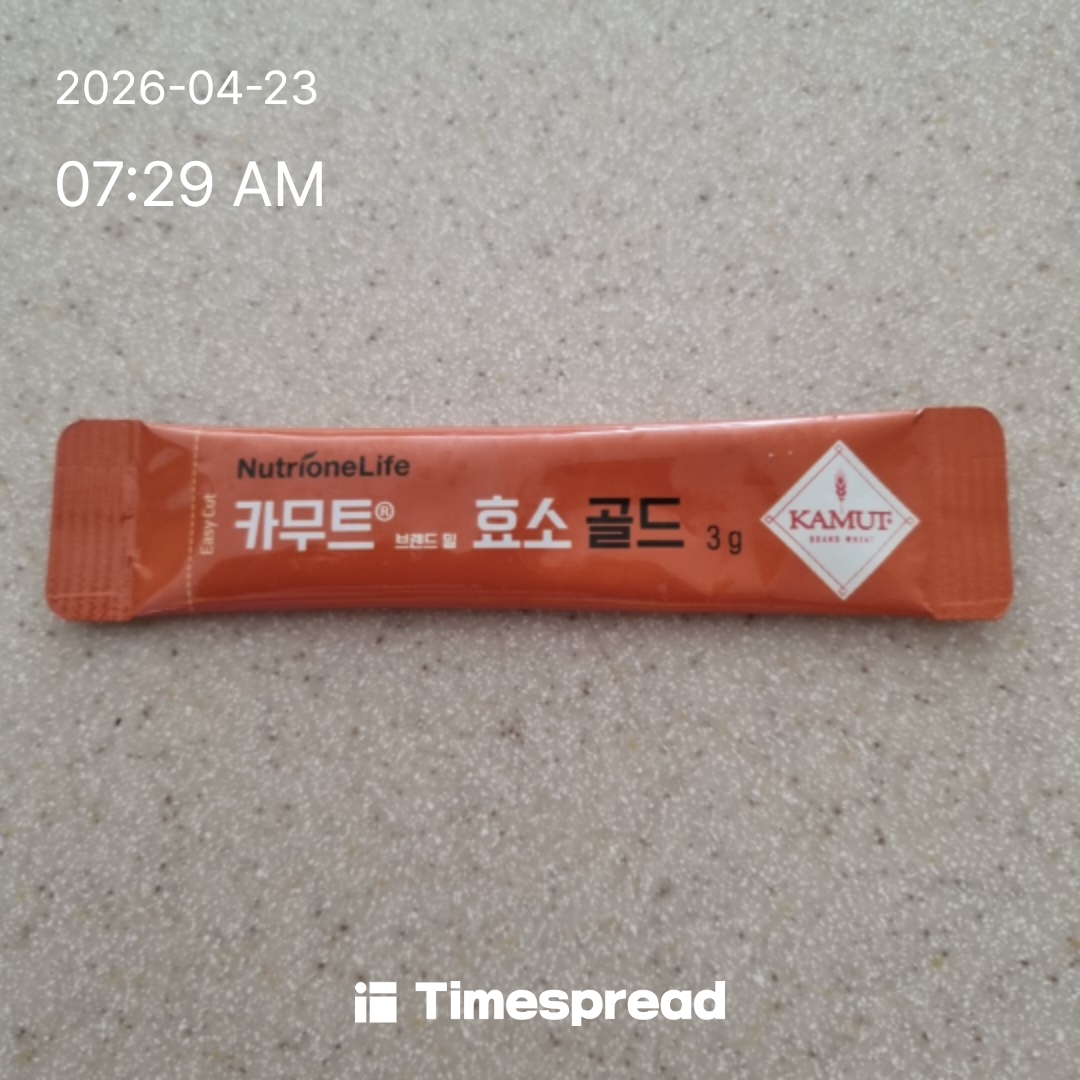 2026-04-23
07:29 AM
NutrioneLife
Easy Cut
카무트® 브랜드 밀 효소 골드 3 g
KAMUT
BRAND WHEAT
Timespread